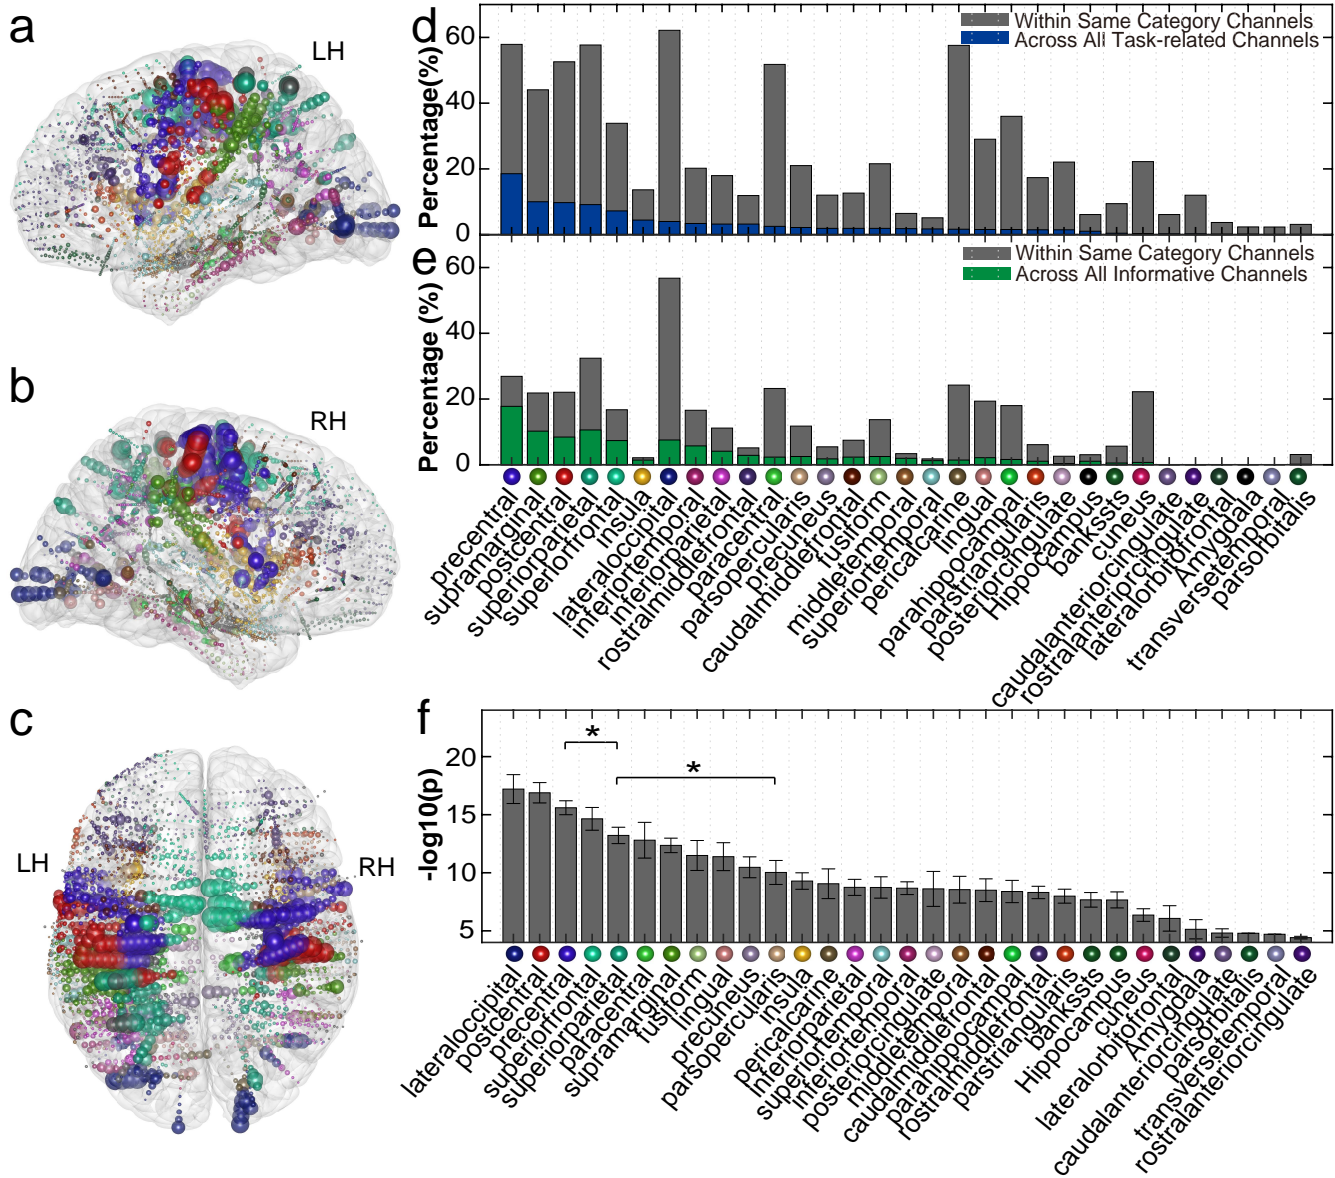 a
LH
b
RH
c
LH
RH
d
Percentage(%)
60
40
20
0
Within Same Category Channels
Across All Task-related Channels
e
Percentage (%)
60
40
20
0
Within Same Category Channels
Across All Informative Channels
precentral
supramarginal
postcentral
superiorparietal
superiorfrontal
Insula
lateraloccipital
inferiortemporal
inferiorparietal
rostralmiddlefrontal
paracentral
parsopercularis
precuneus
caudalmiddlefrontal
fusiform
middletemporal
superiortemporal
pericalcarine
lingual
parahippocampal
parstriangularis
posteriorcingulate
Hippocampus
bankssts
cuneus
caudalanteriorcingulate
rostralanteriorcingulate
lateralorbitofrontal
Amygdala
transversetemporal
parsorbitalis
f
-log10(p)
20
15
10
5
*
*
lateraloccipital
postcentral
precentral
superiorfrontal
superiorparietal
paracentral
supramarginal
fusiform
lingual
precuneus
parsopercularis
insula
pericalcarine
inferiorparietal
superiortemporal
inferiortemporal
posteriorcingulate
middletemporal
caudalmiddlefrontal
parahippocampal
rostralmiddlefrontal
parstriangularis
bankssts
Hippocampus
cuneus
lateralorbitofrontal
Amygdala
caudalanteriorcingulate
parsorbitalis
transversetemporal
rostralanteriorcingulate